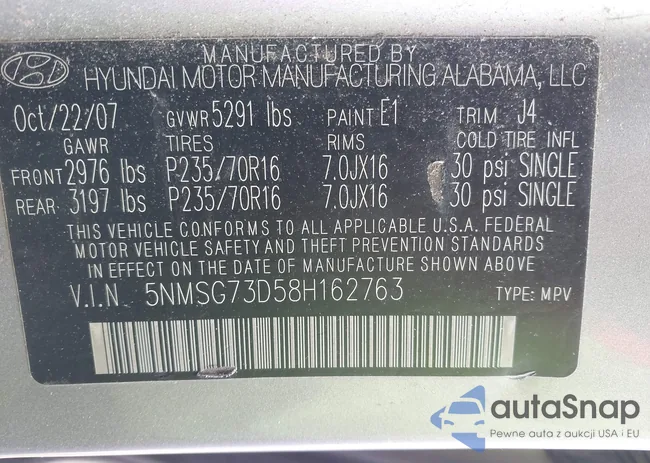 MANUFACTURED BY
HYUNDAI MOTOR MANUFACTURING ALABAMA, LLC
Oct/22/07 GVWR 5291 lbs PAINT E1 TRIM J4
GAWR TIRES RIMS COLD TIRE INFL
FRONT 2976 lbs P235/70R16 7.0JX16 30 psi SINGLE
REAR 3197 lbs P235/70R16 7.0JX16 30 psi SINGLE
THIS VEHICLE CONFORMS TO ALL APPLICABLE U.S.A. FEDERAL
MOTOR VEHICLE SAFETY AND THEFT PREVENTION STANDARDS
IN EFFECT ON THE DATE OF MANUFACTURE SHOWN ABOVE
V.I.N. 5NMSG73D58H162763 TYPE: MPV
autoSnap
Pewne auta z aukcji USA i EU